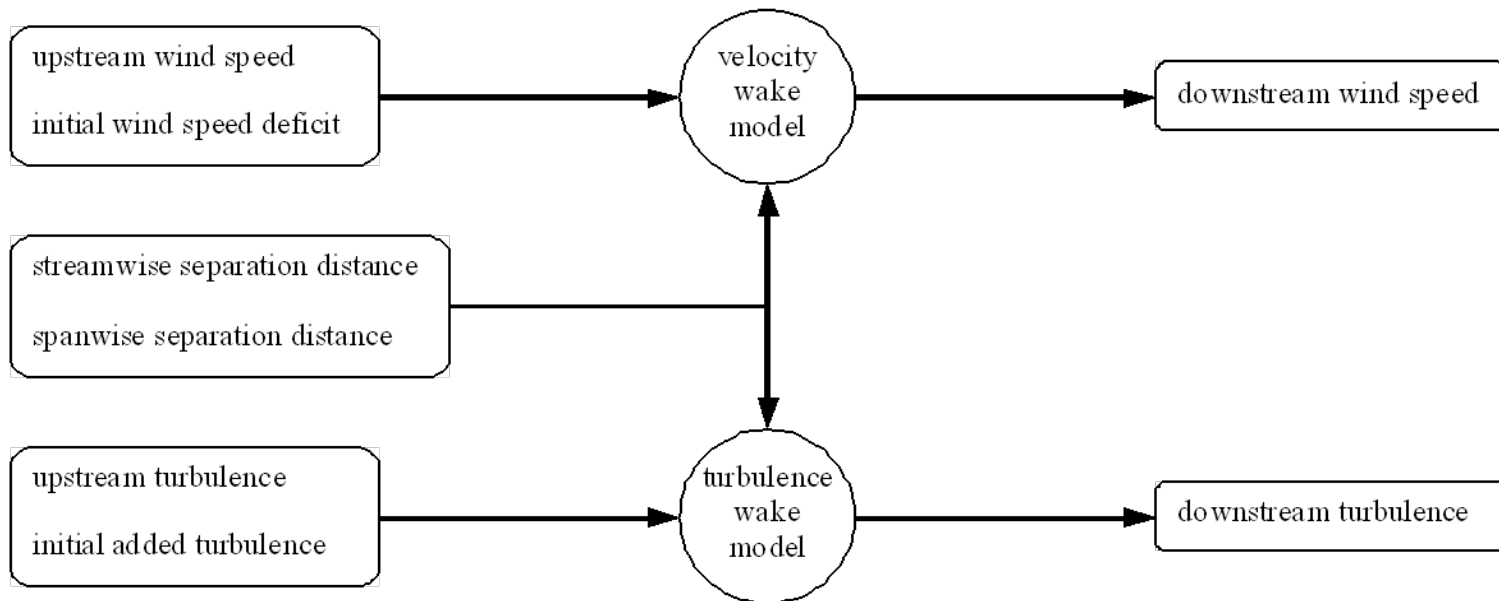 upstream wind speed
initial wind speed deficit
velocity
wake
model
downstream wind speed
streamwise separation distance
spanwise separation distance
upstream turbulence
initial added turbulence
turbulence
wake
model
downstream turbulence